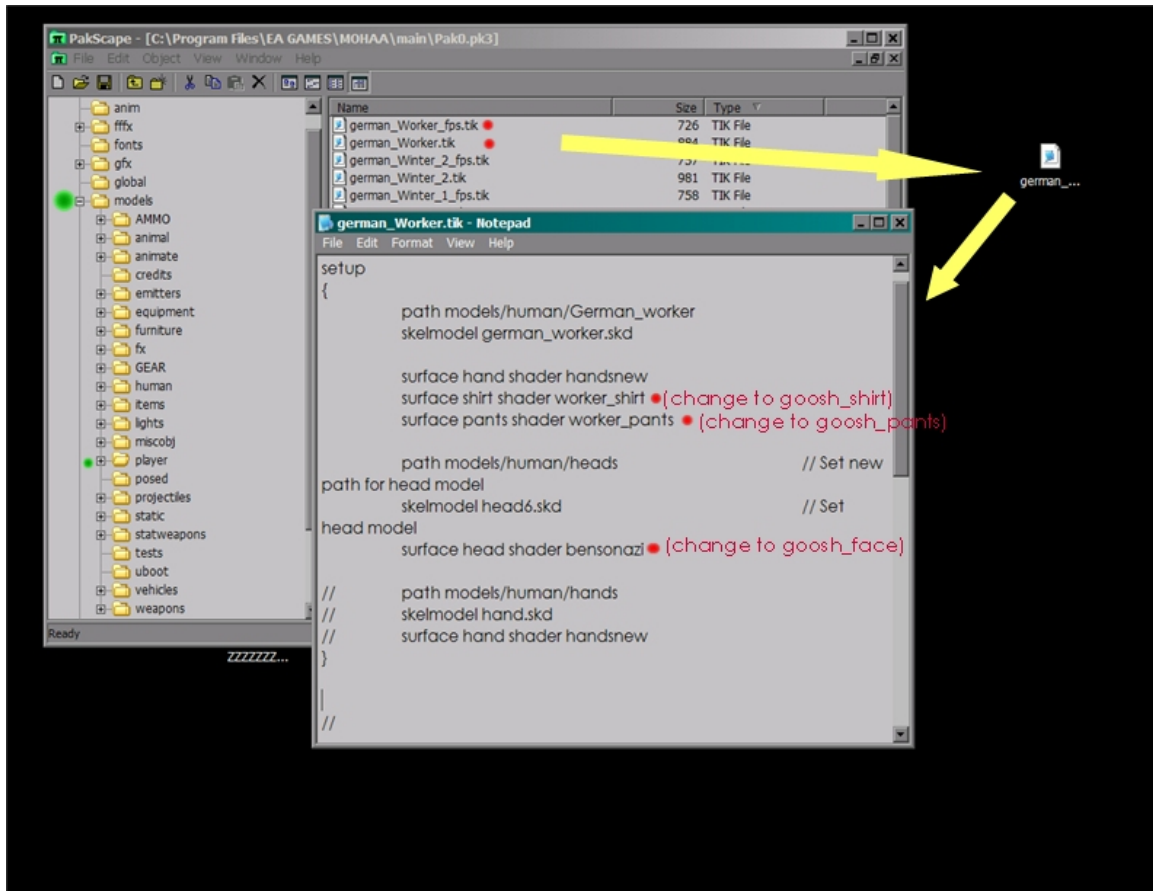 PakScape - [C:\Program Files\EA GAMES\MOHAA\main\Pak0.pk3]
File Edit Object View Window Help
anim
fffx
fonts
gfx
global
models
AMMO
animal
animate
credits
emitters
equipment
furniture
fx
GEAR
human
items
lights
miscobj
player
posed
projectiles
static
statweapons
tests
uboot
vehicles
weapons
Ready
Name Size Type
german_Worker_fps.tik 726 TIK File
german_Worker.tik 884 TIK File
german_Winter_2_fps.tik 757 TIK File
german_Winter_2.tik 981 TIK File
german_Winter_1_fps.tik 758 TIK File
german_...
german_Worker.tik - Notepad
File Edit Format View Help
setup
{
path models/human/German_worker
skelmodel german_worker.skd
surface hand shader handsnew
surface shirt shader worker_shirt (change to goosh_shirt)
surface pants shader worker_pants (change to goosh_pants)
path models/human/heads // Set new
path for head model
skelmodel head6.skd // Set
head model
surface head shader bensonazi (change to goosh_face)
// path models/human/hands
// skelmodel hand.skd
// surface hand shader handsnew
}
//
zzzzzzz...